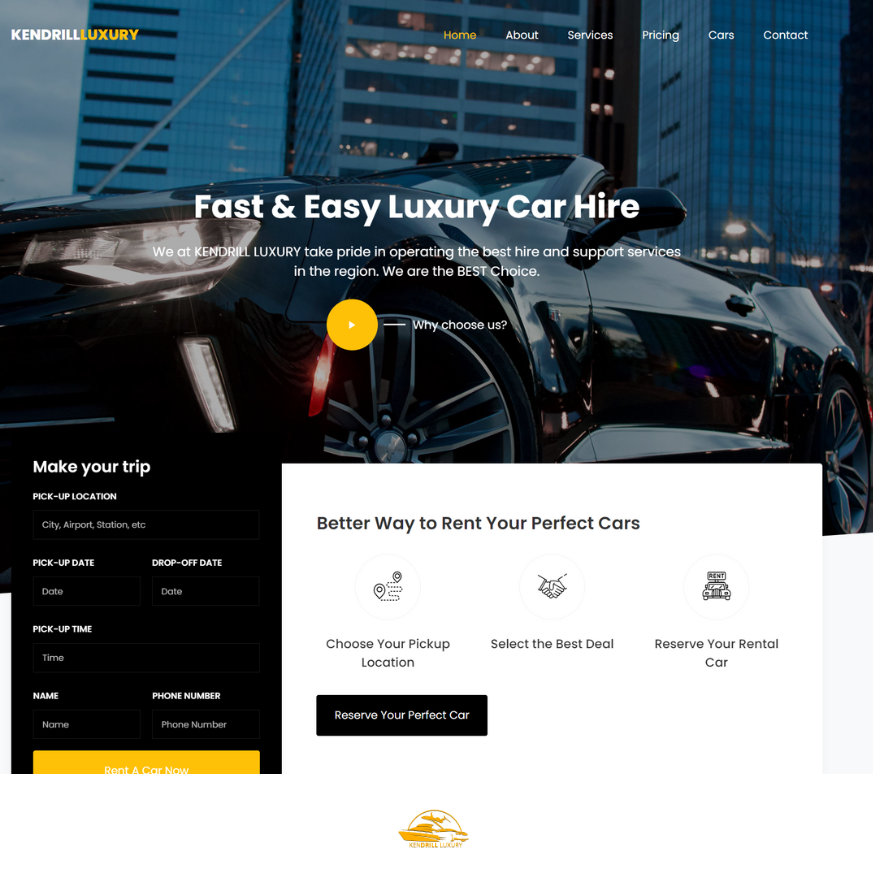 KENDRILLLUXURY
Home About Services Pricing Cars Contact
Fast & Easy Luxury Car Hire
We at KENDRILL LUXURY take pride in operating the best hire and support services
in the region. We are the BEST Choice.
Why choose us?
Make your trip
PICK-UP LOCATION
City, Airport, Station, etc
PICK-UP DATE DROP-OFF DATE
Date Date
PICK-UP TIME
Time
NAME PHONE NUMBER
Name Phone Number
Rent A Car Now
Better Way to Rent Your Perfect Cars
RENT
Choose Your Pickup
Location
Select the Best Deal
Reserve Your Rental
Car
Reserve Your Perfect Car
KENDRILL LUXURY